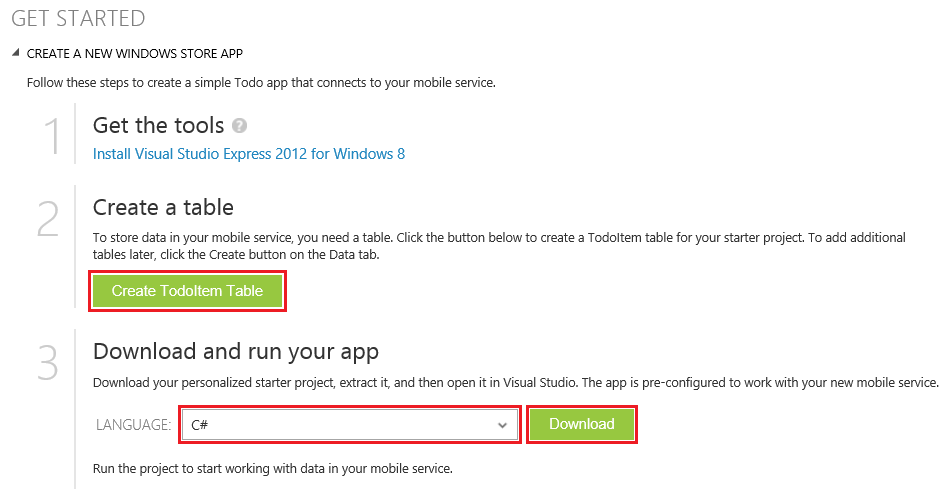 GET STARTED
CREATE A NEW WINDOWS STORE APP
Follow these steps to create a simple Todo app that connects to your mobile service.
1
Get the tools ?
Install Visual Studio Express 2012 for Windows 8
2
Create a table
To store data in your mobile service, you need a table. Click the button below to create a TodoItem table for your starter project. To add additional
tables later, click the Create button on the Data tab.
Create TodoItem Table
3
Download and run your app
Download your personalized starter project, extract it, and then open it in Visual Studio. The app is pre-configured to work with your new mobile service.
LANGUAGE: C# Download
Run the project to start working with data in your mobile service.